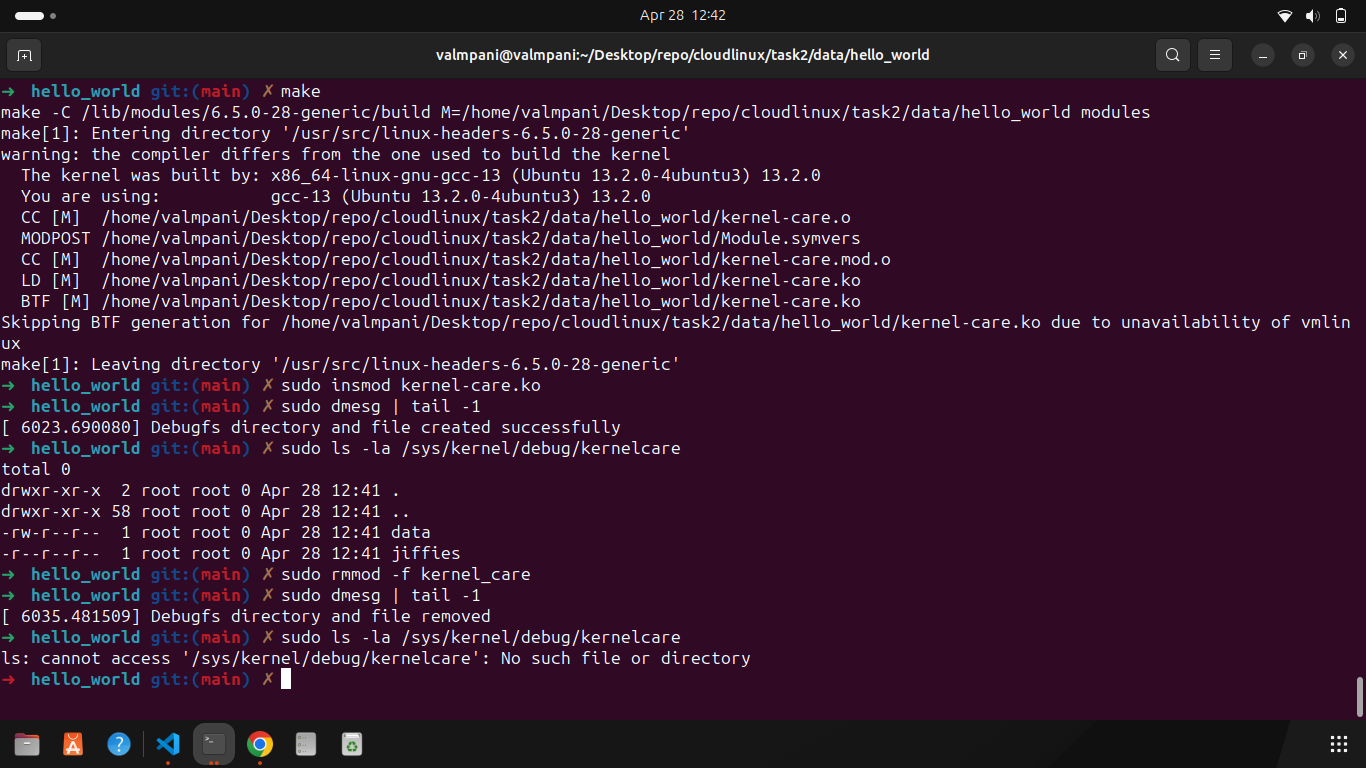 Apr 28 12:42
valmpani@valmpani:~/Desktop/repo/cloudlinux/task2/data/hello_world
➜  hello_world git:(main) ✗ make
make -C /lib/modules/6.5.0-28-generic/build M=/home/valmpani/Desktop/repo/cloudlinux/task2/data/hello_world modules
make[1]: Entering directory '/usr/src/linux-headers-6.5.0-28-generic'
warning: the compiler differs from the one used to build the kernel
  The kernel was built by: x86_64-linux-gnu-gcc-13 (Ubuntu 13.2.0-4ubuntu3) 13.2.0
  You are using:           gcc-13 (Ubuntu 13.2.0-4ubuntu3) 13.2.0
  CC [M]  /home/valmpani/Desktop/repo/cloudlinux/task2/data/hello_world/kernel-care.o
  MODPOST /home/valmpani/Desktop/repo/cloudlinux/task2/data/hello_world/Module.symvers
  CC [M]  /home/valmpani/Desktop/repo/cloudlinux/task2/data/hello_world/kernel-care.mod.o
  LD [M]  /home/valmpani/Desktop/repo/cloudlinux/task2/data/hello_world/kernel-care.ko
  BTF [M] /home/valmpani/Desktop/repo/cloudlinux/task2/data/hello_world/kernel-care.ko
Skipping BTF generation for /home/valmpani/Desktop/repo/cloudlinux/task2/data/hello_world/kernel-care.ko due to unavailability of vmlin
ux
make[1]: Leaving directory '/usr/src/linux-headers-6.5.0-28-generic'
➜  hello_world git:(main) ✗ sudo insmod kernel-care.ko
➜  hello_world git:(main) ✗ sudo dmesg | tail -1
[ 6023.690080] Debugfs directory and file created successfully
➜  hello_world git:(main) ✗ sudo ls -la /sys/kernel/debug/kernelcare
total 0
drwxr-xr-x  2 root root 0 Apr 28 12:41 .
drwxr-xr-x 58 root root 0 Apr 28 12:41 ..
-rw-r--r--  1 root root 0 Apr 28 12:41 data
-r--r--r--  1 root root 0 Apr 28 12:41 jiffies
➜  hello_world git:(main) ✗ sudo rmmod -f kernel_care
➜  hello_world git:(main) ✗ sudo dmesg | tail -1
[ 6035.481509] Debugfs directory and file removed
➜  hello_world git:(main) ✗ sudo ls -la /sys/kernel/debug/kernelcare
ls: cannot access '/sys/kernel/debug/kernelcare': No such file or directory
➜  hello_world git:(main) ✗